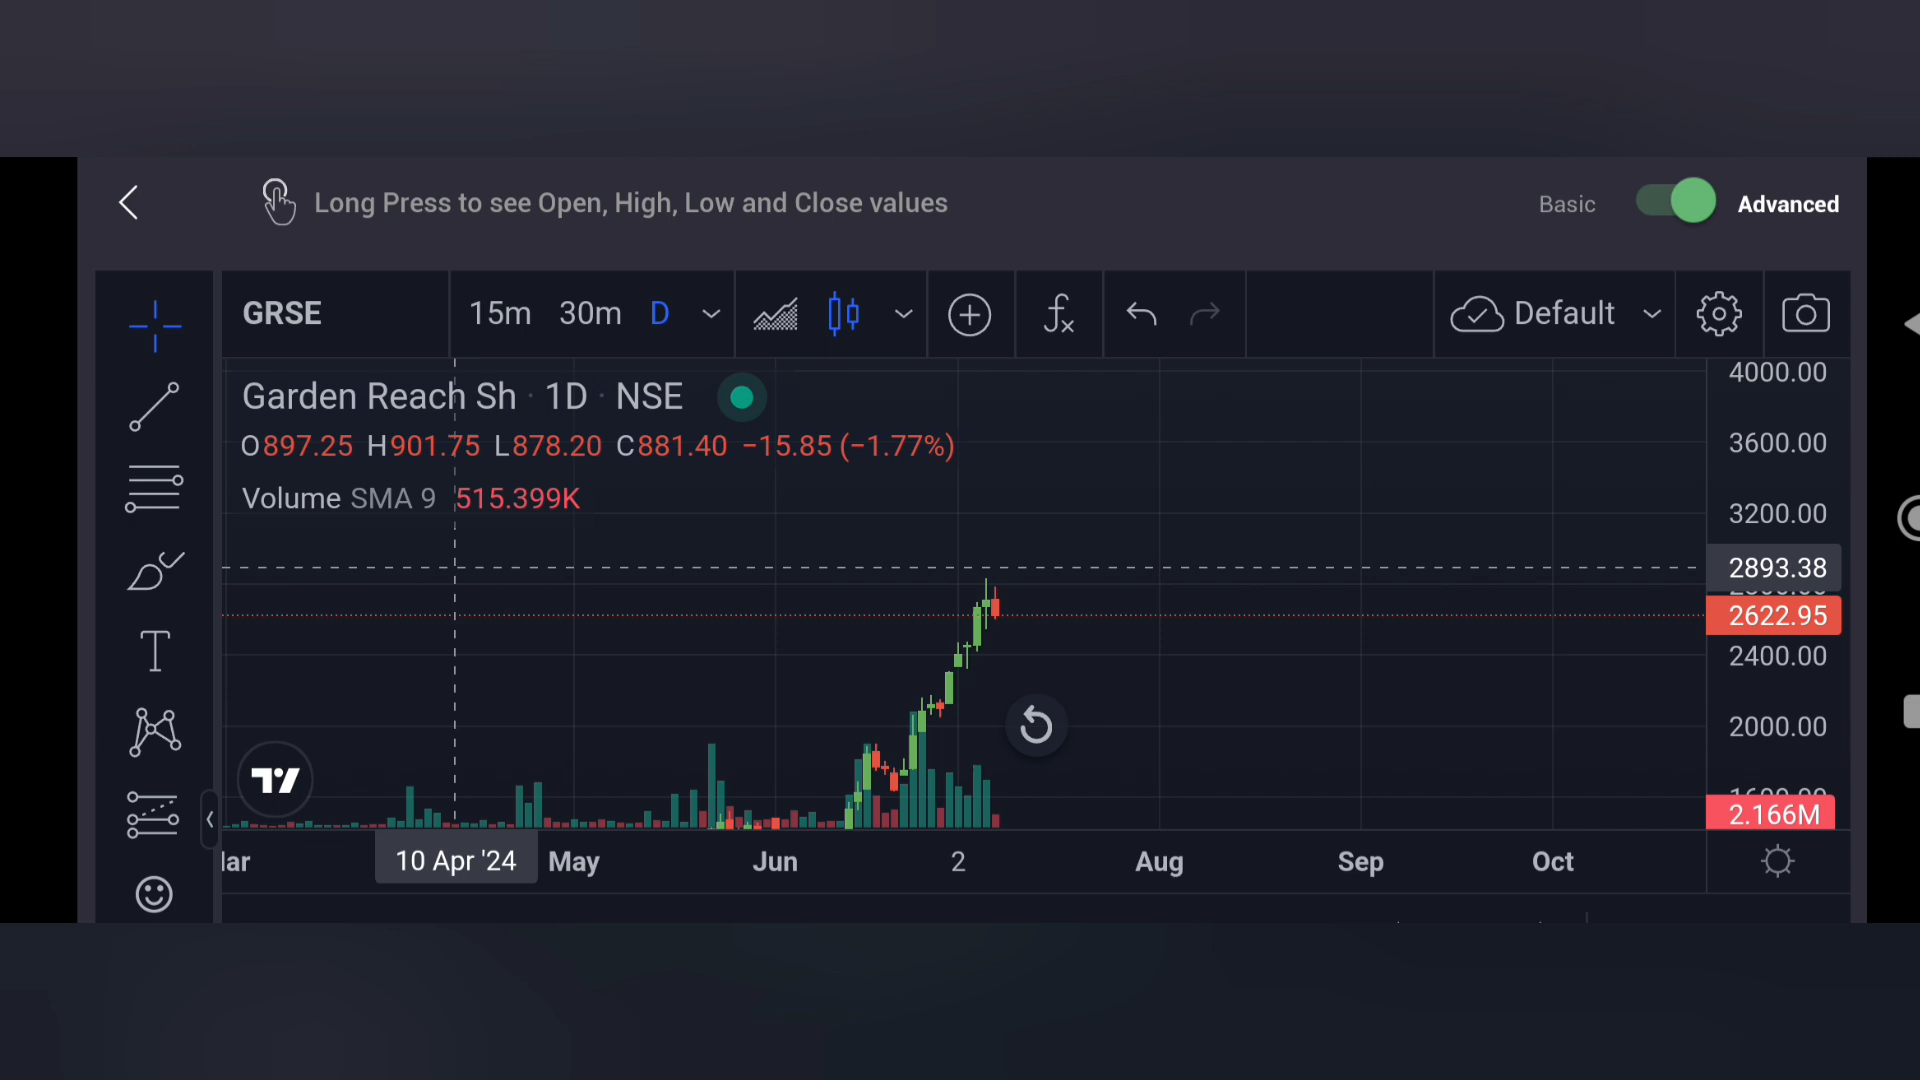 Long Press to see Open, High, Low and Close values
Basic Advanced
GRSE 15m 30m D Default
Garden Reach Sh · 1D · NSE
O897.25 H901.75 L878.20 C881.40 −15.85 (−1.77%)
Volume SMA 9 515.399K
4000.00
3600.00
3200.00
2893.38
2622.95
2400.00
2000.00
2.166M
10 Apr '24 May Jun 2 Aug Sep Oct